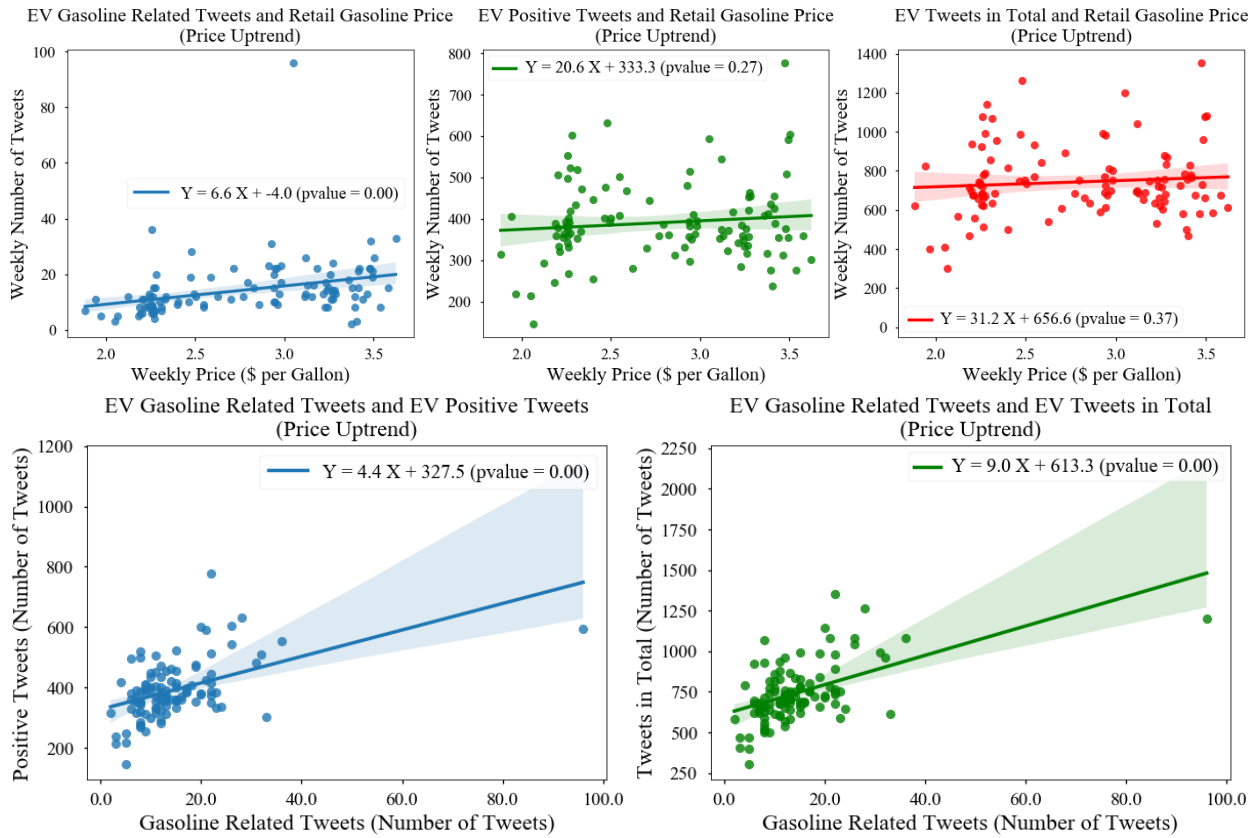 EV Gasoline Related Tweets and Retail Gasoline Price
(Price Uptrend)
100
80
60
40
20
0
Weekly Number of Tweets
Y = 6.6 X + -4.0 (pvalue = 0.00)
2.0 2.5 3.0 3.5
Weekly Price ($ per Gallon)
EV Positive Tweets and Retail Gasoline Price
(Price Uptrend)
800
700
600
500
400
300
200
Weekly Number of Tweets
Y = 20.6 X + 333.3 (pvalue = 0.27)
2.0 2.5 3.0 3.5
Weekly Price ($ per Gallon)
EV Tweets in Total and Retail Gasoline Price
(Price Uptrend)
1400
1200
1000
800
600
400
200
0
Weekly Number of Tweets
Y = 31.2 X + 656.6 (pvalue = 0.37)
2.0 2.5 3.0 3.5
Weekly Price ($ per Gallon)
EV Gasoline Related Tweets and EV Positive Tweets
(Price Uptrend)
1200
1000
800
600
400
200
Positive Tweets (Number of Tweets)
Y = 4.4 X + 327.5 (pvalue = 0.00)
0.0 20.0 40.0 60.0 80.0 100.0
Gasoline Related Tweets (Number of Tweets)
EV Gasoline Related Tweets and EV Tweets in Total
(Price Uptrend)
2250
2000
1750
1500
1250
1000
750
500
250
Tweets in Total (Number of Tweets)
Y = 9.0 X + 613.3 (pvalue = 0.00)
0.0 20.0 40.0 60.0 80.0 100.0
Gasoline Related Tweets (Number of Tweets)